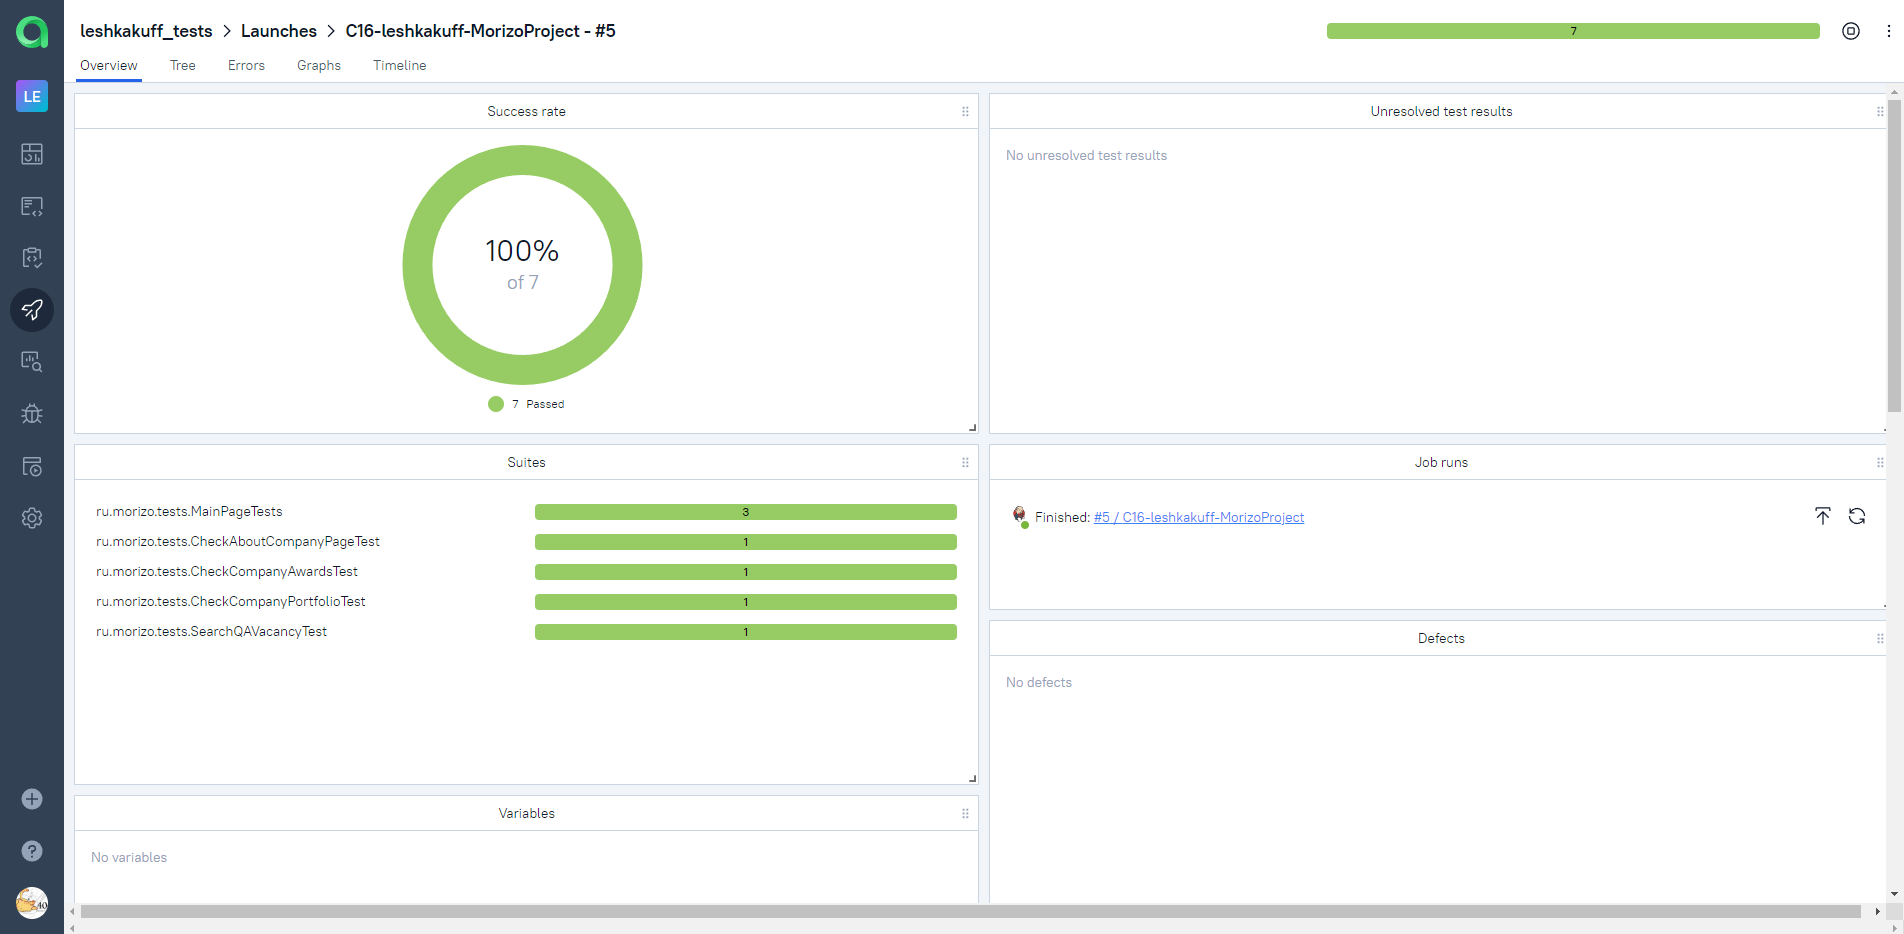 leshkakuff_tests > Launches > C16-leshkakuff-MorizoProject - #5
7
Overview Tree Errors Graphs Timeline
LE
Success rate
100%
of 7
7 Passed
Unresolved test results
No unresolved test results
Suites
ru.morizo.tests.MainPageTests 3
ru.morizo.tests.CheckAboutCompanyPageTest 1
ru.morizo.tests.CheckCompanyAwardsTest 1
ru.morizo.tests.CheckCompanyPortfolioTest 1
ru.morizo.tests.SearchQAVacancyTest 1
Job runs
Finished: #5 / C16-leshkakuff-MorizoProject
Defects
No defects
Variables
No variables